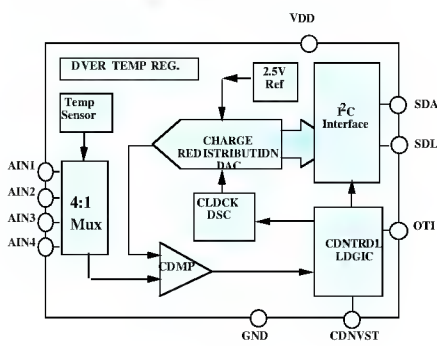 VDD
DVER TEMP REG.
2.5V
Ref
Temp
Sensor
I2C
Interface
SDA
CHARGE
REDISTRIBUTIDN
DAC
SDL
AIN1
AIN2
AIN3
AIN4
4:1
Mux
CLDCK
DSC
OTI
CDNTRDL
LDGIC
CDMP
GND
CDNVST